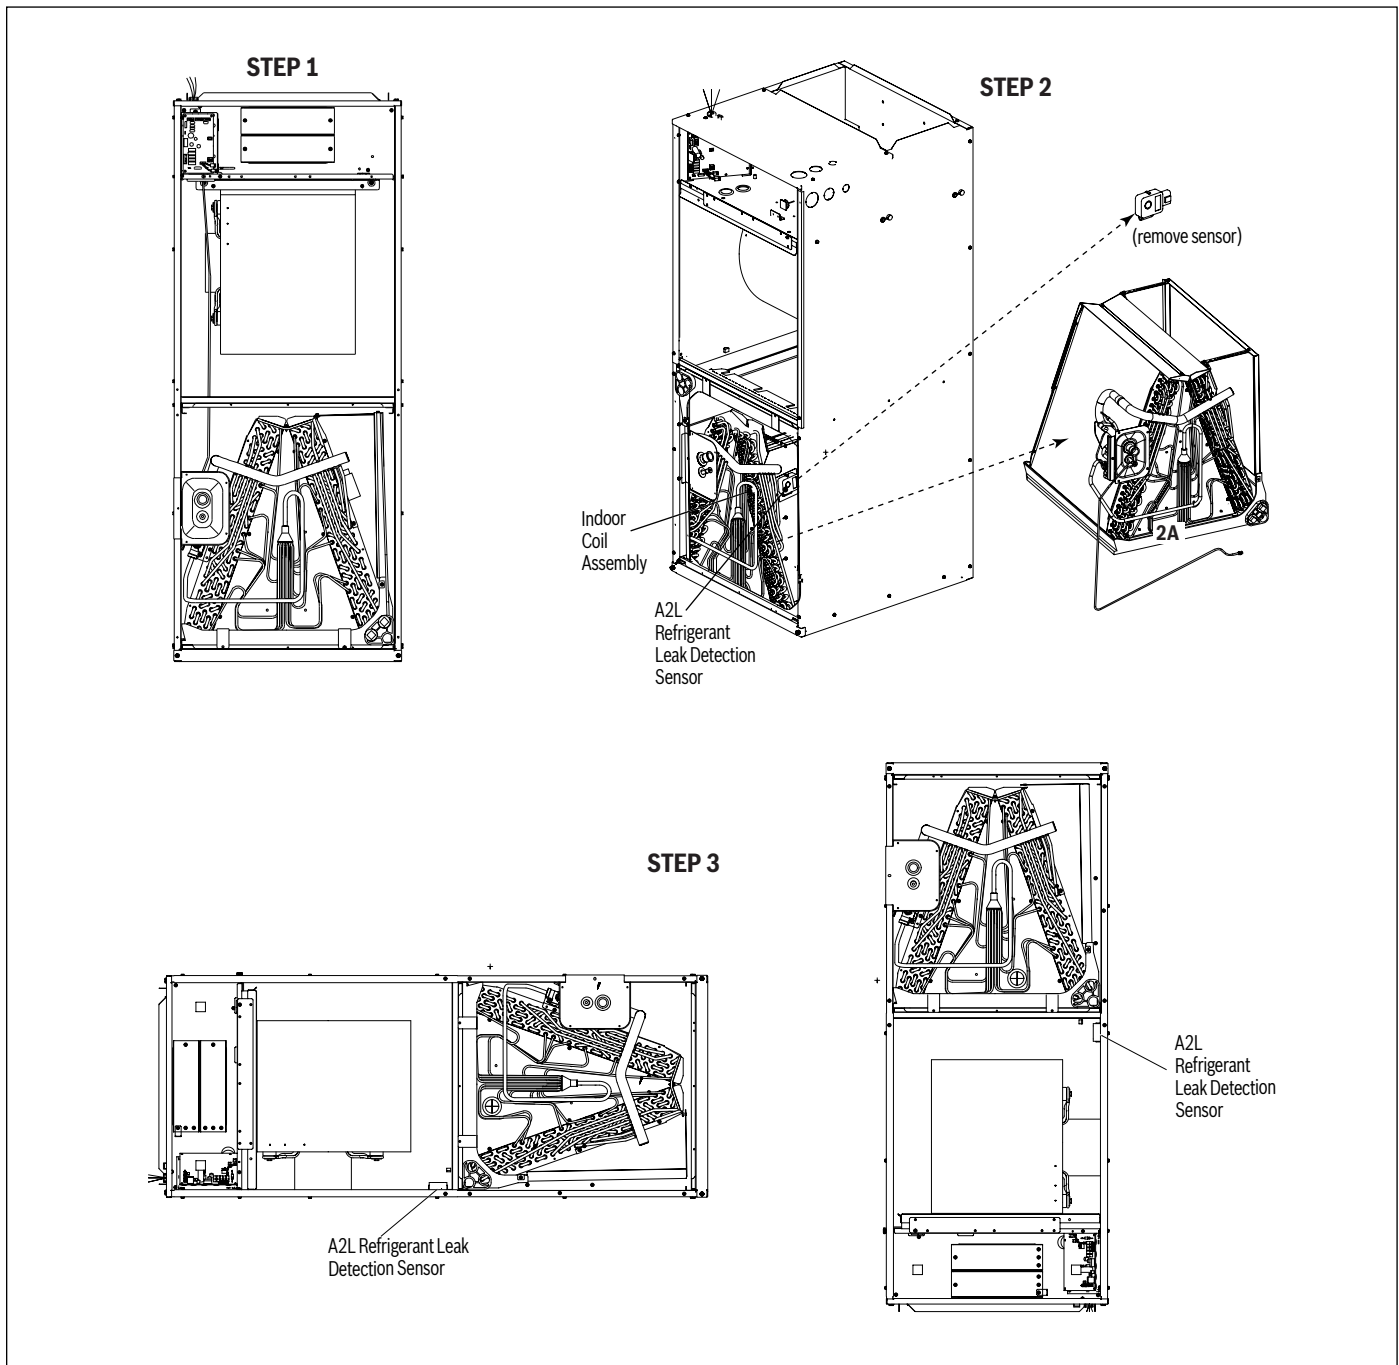 STEP 1
STEP 2
(remove sensor)
Indoor
Coil
Assembly
A2L
Refrigerant
Leak Detection
Sensor
2A
STEP 3
A2L
Refrigerant
Leak Detection
Sensor
A2L Refrigerant Leak
Detection Sensor